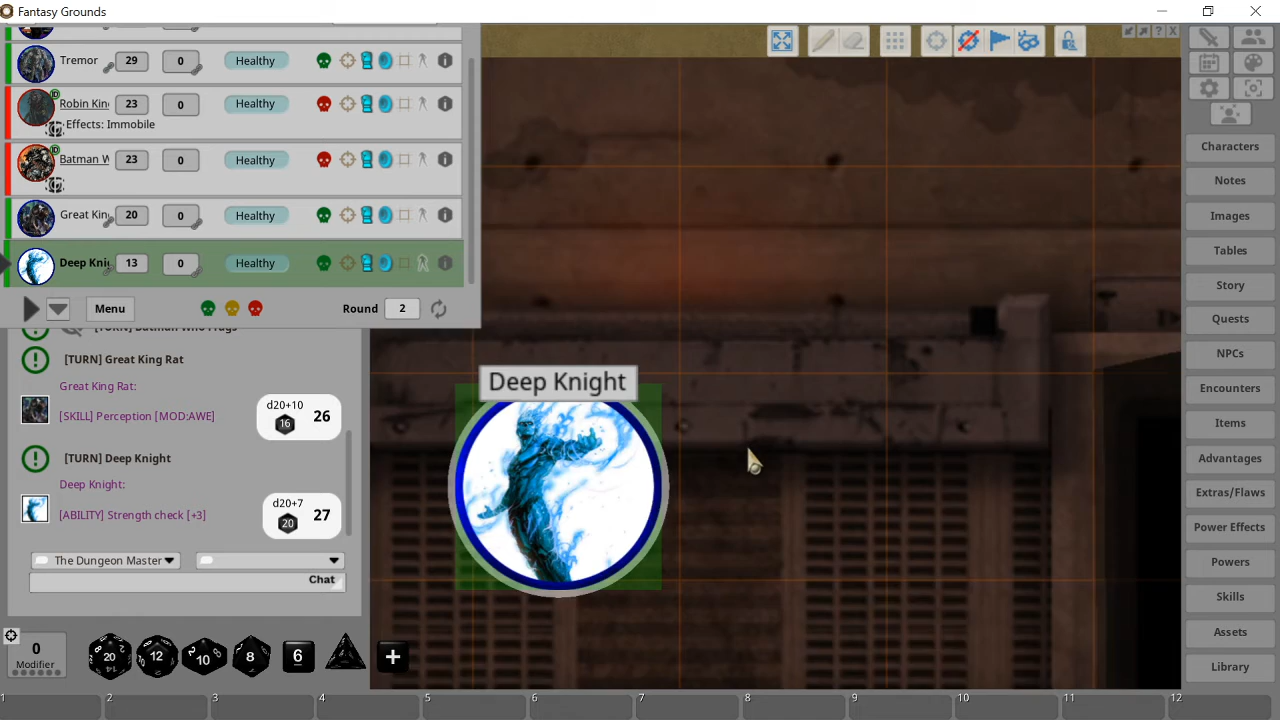 Fantasy Grounds
Tremor 29 0 Healthy
Robin Kin 23 0 Healthy
Effects: Immobile
Batman W 23 0 Healthy
Great Kin 20 0 Healthy
Deep Kni 13 0 Healthy
Menu Round 2
[TURN] Batman Who Frags
[TURN] Great King Rat
Great King Rat:
[SKILL] Perception [MOD:AWE]
d20+10
16 26
[TURN] Deep Knight
Deep Knight:
[ABILITY] Strength check [+3]
d20+7
20 27
The Dungeon Master
Chat
0
Modifier
20 12 10 8 6 +
1 2 3 4 5 6 7 8 9 10 11 12
Deep Knight
Characters
Notes
Images
Tables
Story
Quests
NPCs
Encounters
Items
Advantages
Extras/Flaws
Power Effects
Powers
Skills
Assets
Library